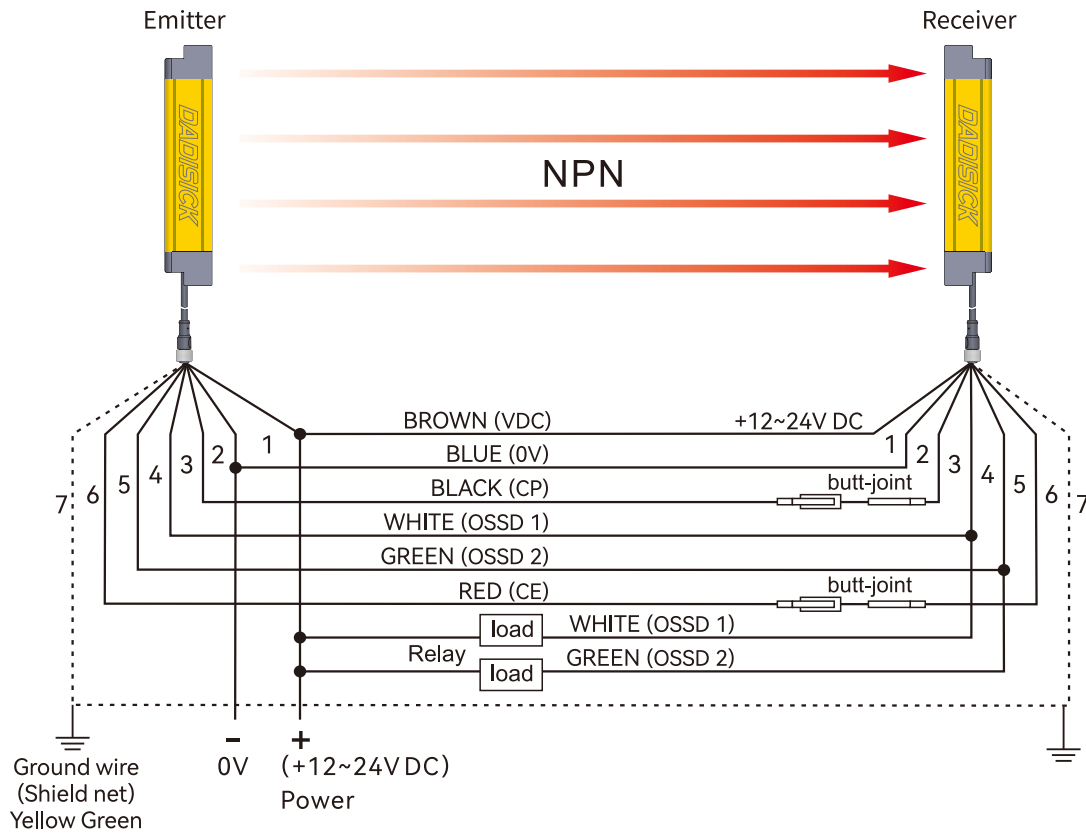 Emitter
Receiver
DADISICK
DADISICK
NPN
BROWN (VDC)
+12~24V DC
BLUE (0V)
BLACK (CP)
butt-joint
WHITE (OSSD 1)
GREEN (OSSD 2)
RED (CE)
butt-joint
load
WHITE (OSSD 1)
Relay
load
GREEN (OSSD 2)
7
6
5
4
3
2
1
1
2
3
4
5
6
7
-
+
0V
(+12~24V DC)
Power
Ground wire
(Shield net)
Yellow Green